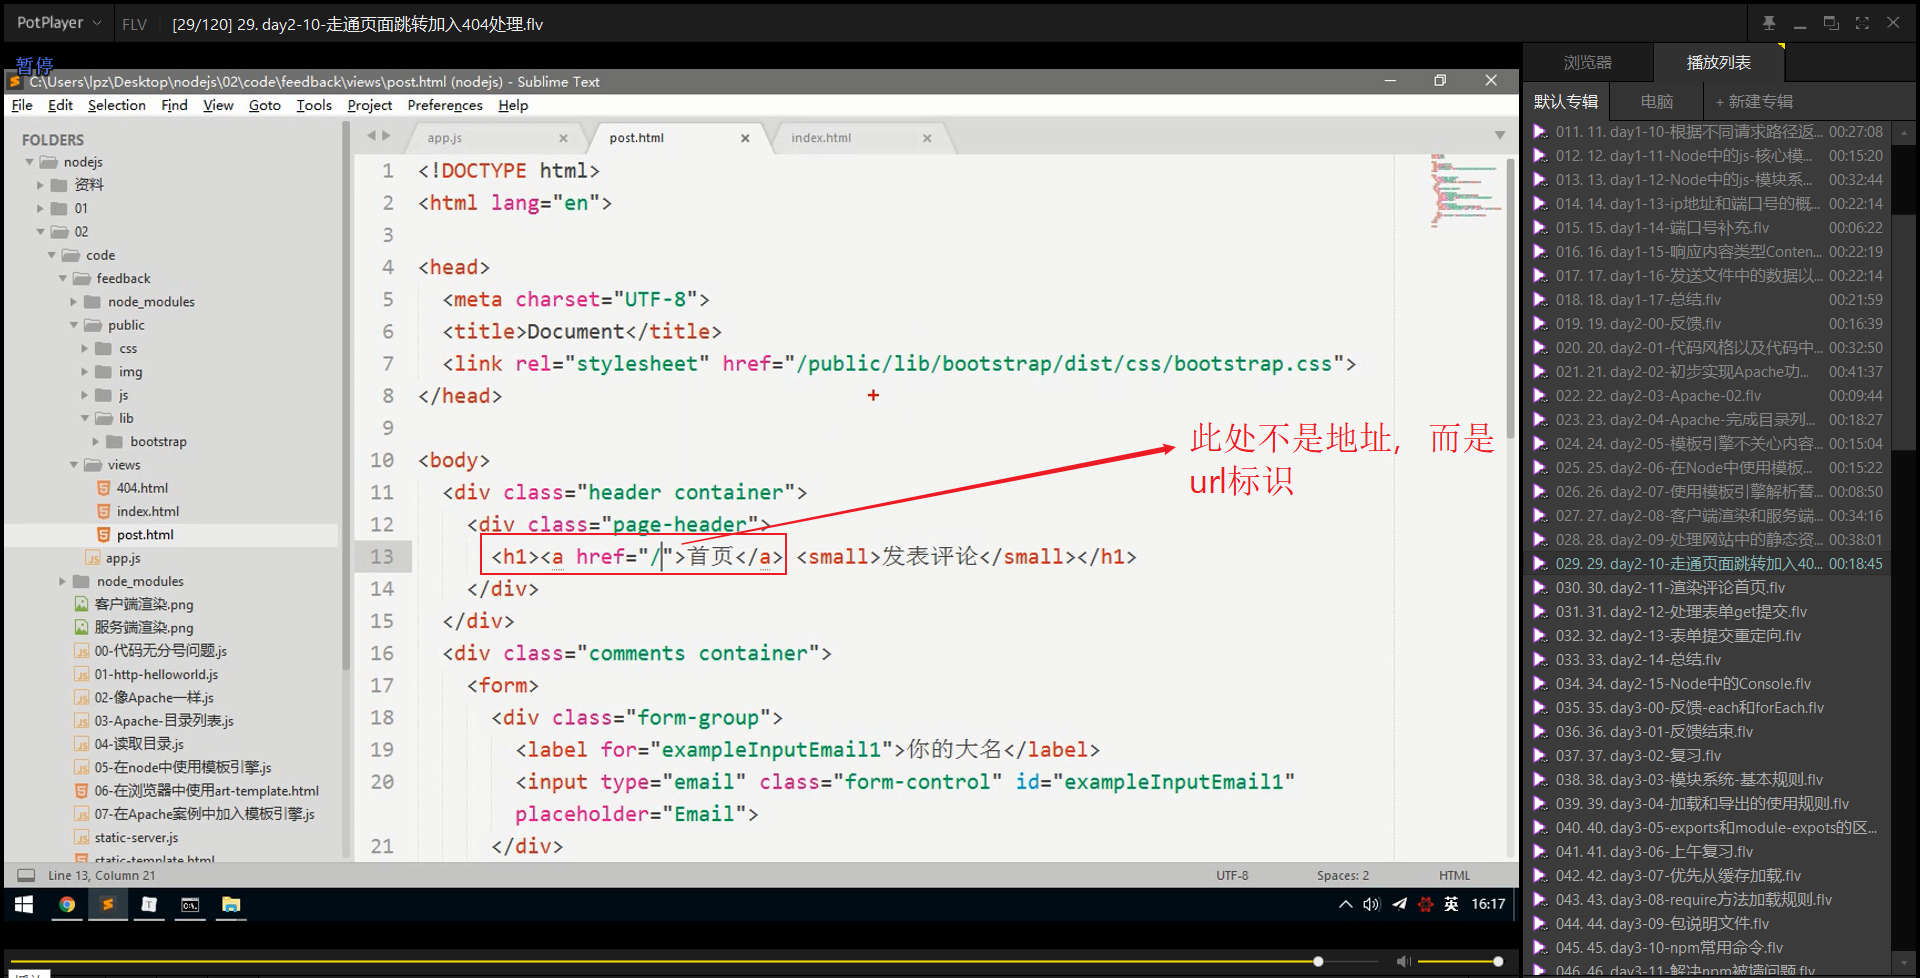 PotPlayer
FLV
[29/120] 29. day2-10-走通页面跳转加入404处理.flv
暂停
C:\Users\lpz\Desktop\nodejs\02\code\feedback\views\post.html (nodejs) - Sublime Text
File Edit Selection Find View Goto Tools Project Preferences Help
FOLDERS
nodejs
资料
01
02
code
feedback
node_modules
public
css
img
js
lib
bootstrap
views
404.html
index.html
post.html
app.js
node_modules
客户端渲染.png
服务端渲染.png
00-代码无分号问题.js
01-http-helloworld.js
02-像Apache一样.js
03-Apache-目录列表.js
04-读取目录.js
05-在node中使用模板引擎.js
06-在浏览器中使用art-template.html
07-在Apache案例中加入模板引擎.js
static-server.js
static-template.html
app.js
post.html
index.html
1 <!DOCTYPE html>
2 <html lang="en">
3
4 <head>
5 <meta charset="UTF-8">
6 <title>Document</title>
7 <link rel="stylesheet" href="/public/lib/bootstrap/dist/css/bootstrap.css">
8 </head>
9
10 <body>
11 <div class="header container">
12 <div class="page-header">
13 <h1><a href="/">首页</a> <small>发表评论</small></h1>
14 </div>
15 </div>
16 <div class="comments container">
17 <form>
18 <div class="form-group">
19 <label for="exampleInputEmail1">你的大名</label>
20 <input type="email" class="form-control" id="exampleInputEmail1"
placeholder="Email">
21 </div>
此处不是地址，而是
url标识
Line 13, Column 21
UTF-8
Spaces: 2
HTML
英
16:17
浏览器
播放列表
默认专辑
电脑
+ 新建专辑
011. 11. day1-10-根据不同请求路径返... 00:27:08
012. 12. day1-11-Node中的js-核心模... 00:15:20
013. 13. day1-12-Node中的js-模块系... 00:32:44
014. 14. day1-13-ip地址和端口号的概... 00:22:14
015. 15. day1-14-端口号补充.flv 00:06:22
016. 16. day1-15-响应内容类型Conten... 00:22:19
017. 17. day1-16-发送文件中的数据以... 00:22:14
018. 18. day1-17-总结.flv 00:21:59
019. 19. day2-00-反馈.flv 00:16:39
020. 20. day2-01-代码风格以及代码中... 00:32:50
021. 21. day2-02-初步实现Apache功... 00:41:37
022. 22. day2-03-Apache-02.flv 00:09:44
023. 23. day2-04-Apache-完成目录列... 00:18:27
024. 24. day2-05-模板引擎不关心内容... 00:15:04
025. 25. day2-06-在Node中使用模板... 00:15:22
026. 26. day2-07-使用模板引擎解析替... 00:08:50
027. 27. day2-08-客户端渲染和服务端... 00:34:16
028. 28. day2-09-处理网站中的静态资... 00:38:01
029. 29. day2-10-走通页面跳转加入40... 00:18:45
030. 30. day2-11-渲染评论首页.flv
031. 31. day2-12-处理表单get提交.flv
032. 32. day2-13-表单提交重定向.flv
033. 33. day2-14-总结.flv
034. 34. day2-15-Node中的Console.flv
035. 35. day3-00-反馈-each和forEach.flv
036. 36. day3-01-反馈结束.flv
037. 37. day3-02-复习.flv
038. 38. day3-03-模块系统-基本规则.flv
039. 39. day3-04-加载和导出的使用规则.flv
040. 40. day3-05-exports和module-expots的区...
041. 41. day3-06-上午复习.flv
042. 42. day3-07-优先从缓存加载.flv
043. 43. day3-08-require方法加载规则.flv
044. 44. day3-09-包说明文件.flv
045. 45. day3-10-npm常用命令.flv
046. 46. day3-11-解决npm被墙问题.flv